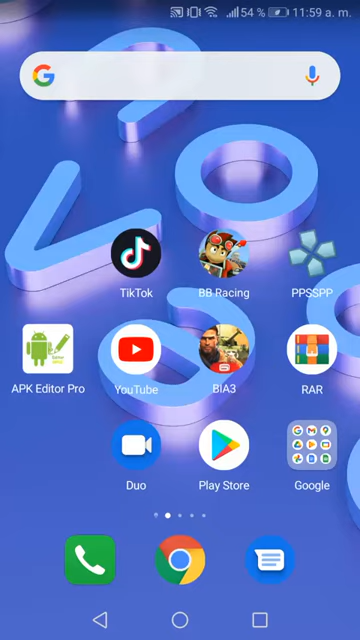 54 % 11:59 a. m.
TikTok
BB Racing
PPSSPP
APK Editor Pro
YouTube
BIA3
RAR
Duo
Play Store
Google